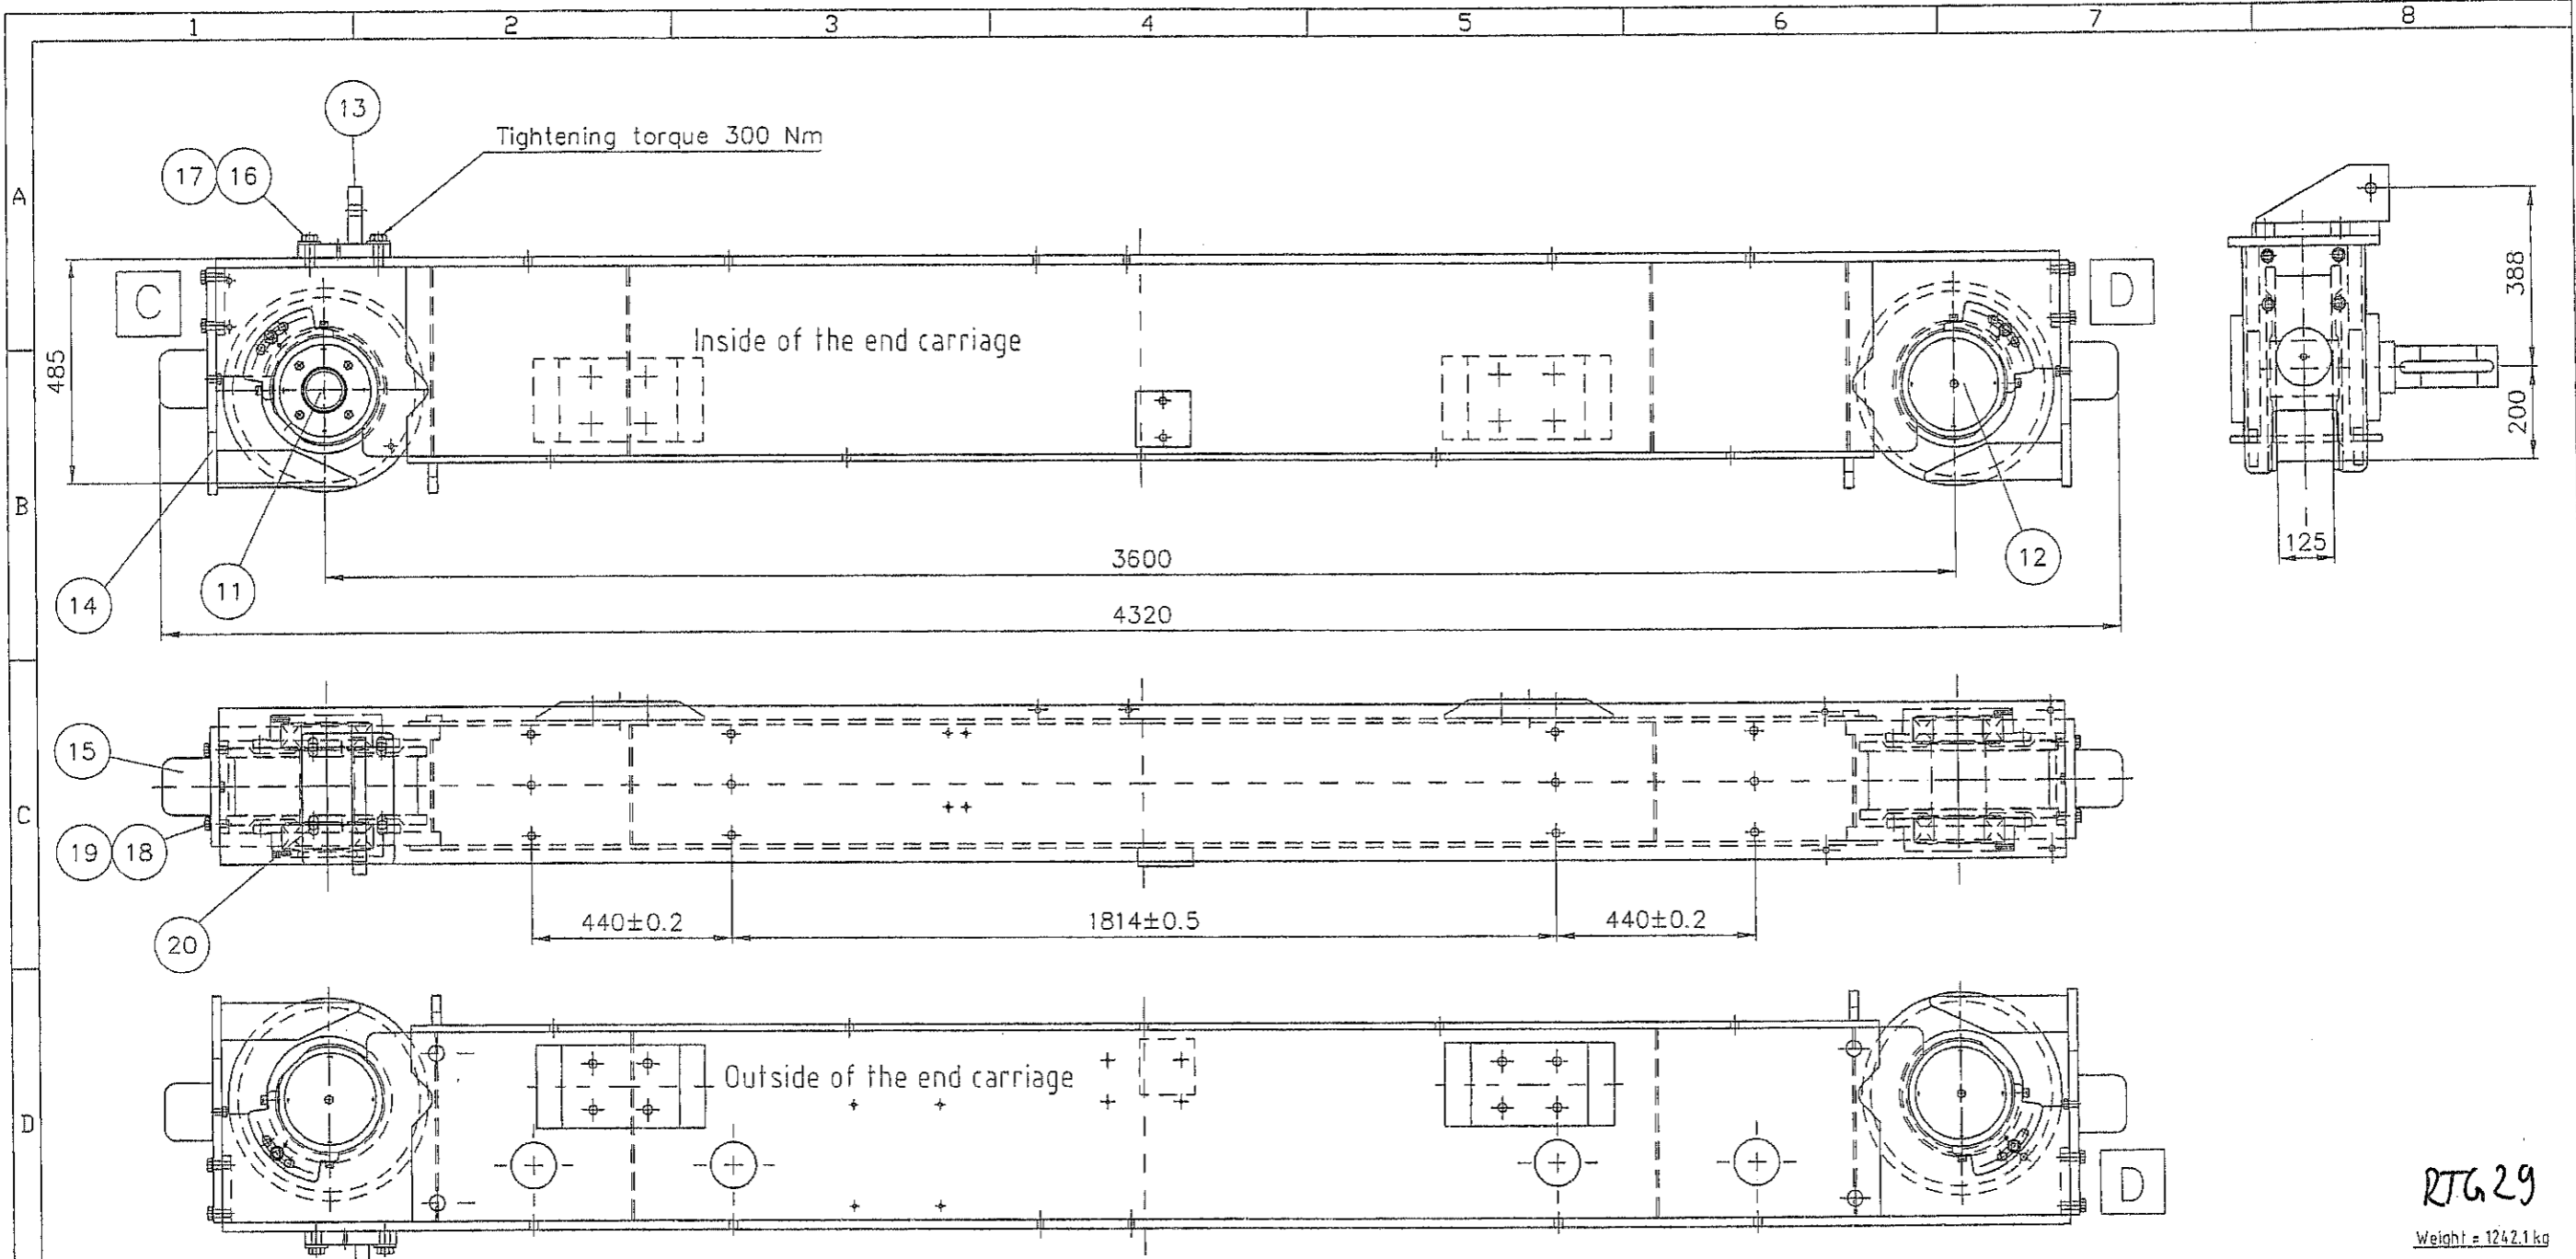 1 2 3 4 5 6 7 8
A
B
C
D
13
Tightening torque 300 Nm
17 16
C
D
485
Inside of the end carriage
388
200
125
3600
12
14
11
4320
15
19 18
20
440±0.2 1814±0.5 440±0.2
Outside of the end carriage
D
RTG29
Weight = 1242.1 kg